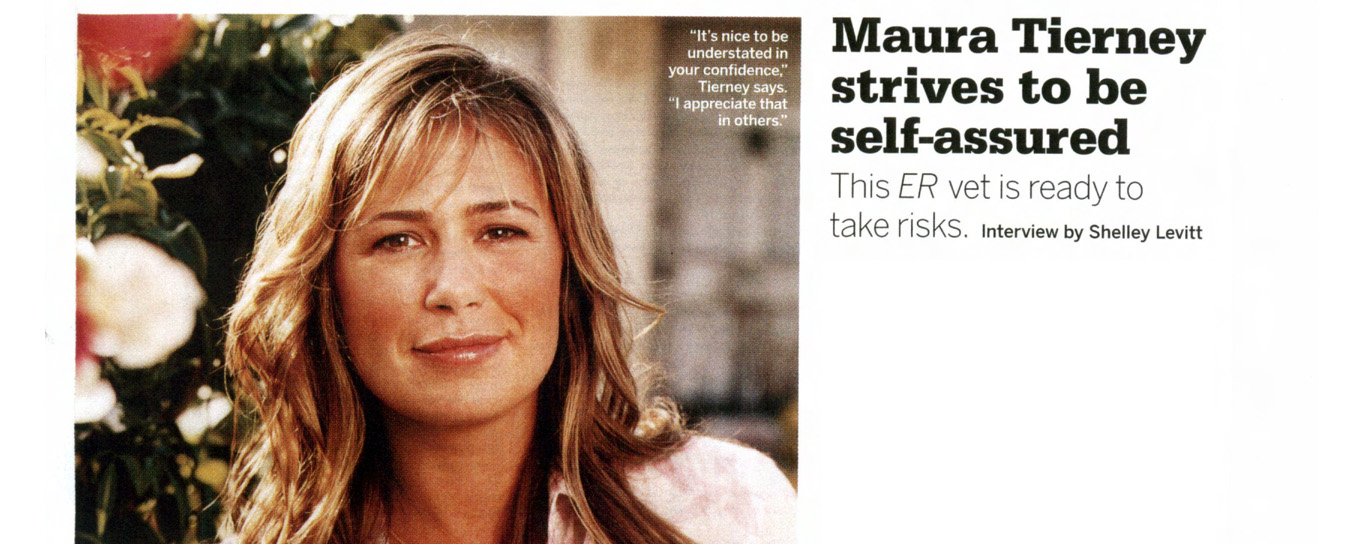 “It’s nice to be
understated in
your confidence,”
Tierney says.
“I appreciate that
in others.”
Maura Tierney
strives to be
self-assured
This ER vet is ready to
take risks. Interview by Shelley Levitt